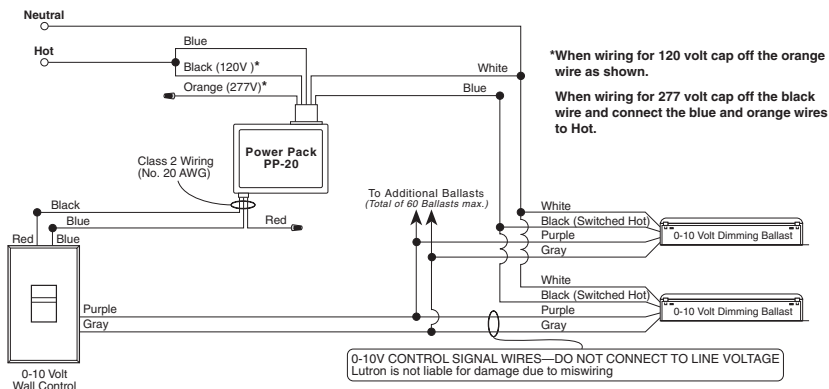 Neutral
Hot
Blue
Black (120V )*
Orange (277V)*
White
Blue
*When wiring for 120 volt cap off the orange
wire as shown.
When wiring for 277 volt cap off the black
wire and connect the blue and orange wires
to Hot.
Power Pack
PP-20
Class 2 Wiring
(No. 20 AWG)
Black
Blue
Red
Red
Blue
To Additional Ballasts
(Total of 60 Ballasts max.)
White
Black (Switched Hot)
Purple
Gray
0-10 Volt Dimming Ballast
White
Black (Switched Hot)
Purple
Gray
0-10 Volt Dimming Ballast
Purple
Gray
0-10V CONTROL SIGNAL WIRES—DO NOT CONNECT TO LINE VOLTAGE
Lutron is not liable for damage due to miswiring
0-10 Volt
Wall Control